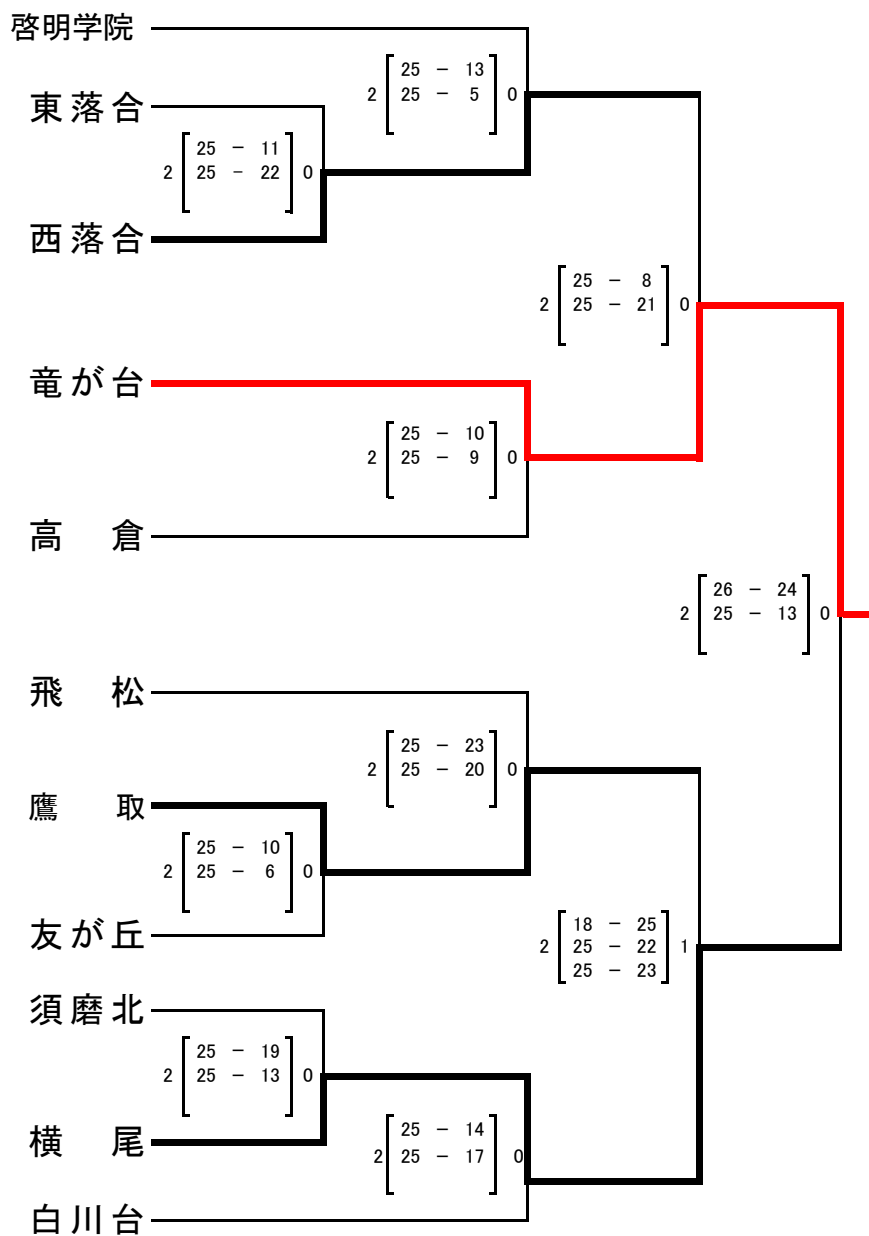 啓明学院
25 － 13
2 25 － 5 0
東落合
25 － 11
2 25 － 22 0
西落合
25 － 8
2 25 － 21 0
竜が台
25 － 10
2 25 － 9 0
高倉
26 － 24
2 25 － 13 0
飛松
25 － 23
2 25 － 20 0
鷹取
25 － 10
2 25 － 6 0
友が丘
18 － 25
2 25 － 22 1
25 － 23
須磨北
25 － 19
2 25 － 13 0
横尾
25 － 14
2 25 － 17 0
白川台